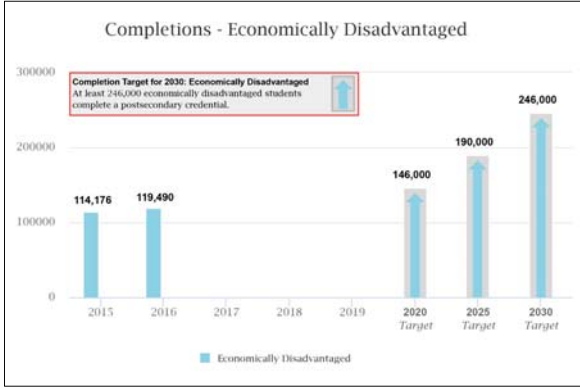 Completions - Economically Disadvantaged
300000
Completion Target for 2030: Economically Disadvantaged
At least 246,000 economically disadvantaged students
complete a postsecondary credential.
246,000
200000
190,000
146,000
114,176
119,490
100000
0
2015 2016 2017 2018 2019 2020 2025 2030
Target Target Target
Economically Disadvantaged